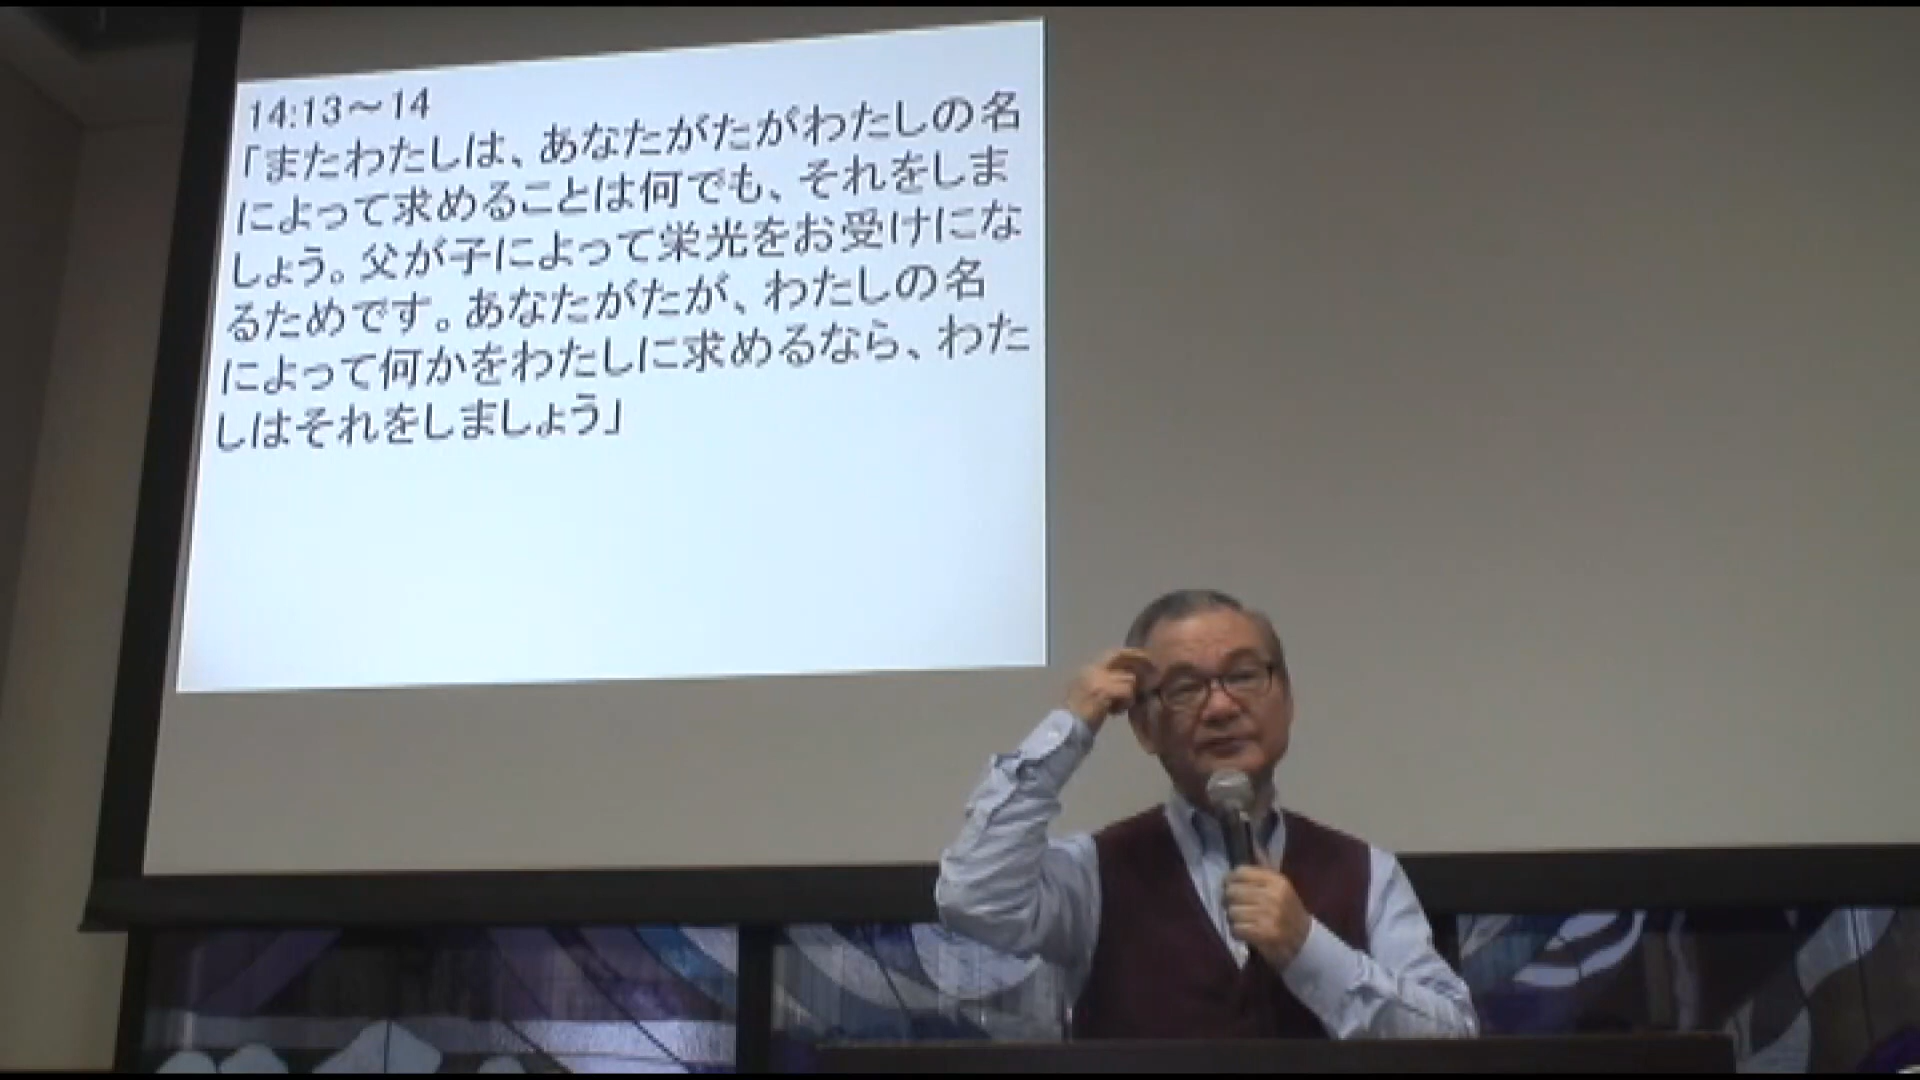 14:13～14
「またわたしは、あなたがたがわたしの名
によって求めることは何でも、それをしま
しょう。父が子によって栄光をお受けにな
るためです。あなたがたが、わたしの名
によって何かをわたしに求めるなら、わた
しはそれをしましょう」